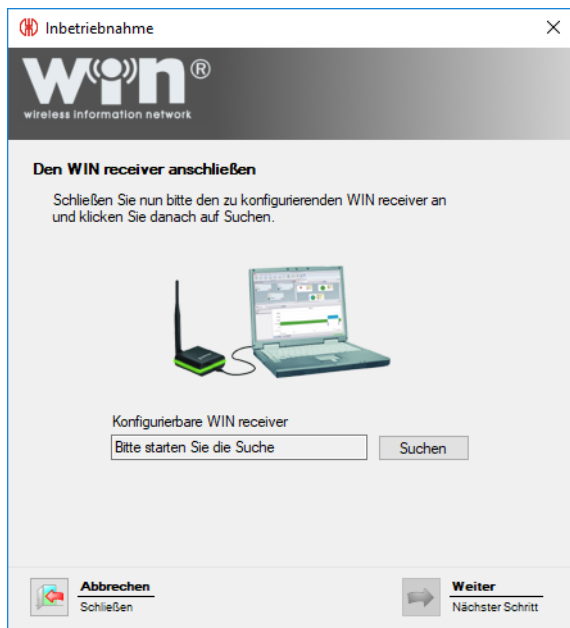 Inbetriebnahme
WIN®
wireless information network
Den WIN receiver anschließen
Schließen Sie nun bitte den zu konfigurierenden WIN receiver an
und klicken Sie danach auf Suchen.
Konfigurierbare WIN receiver
Bitte starten Sie die Suche
Suchen
Abbrechen
Schließen
Weiter
Nächster Schritt